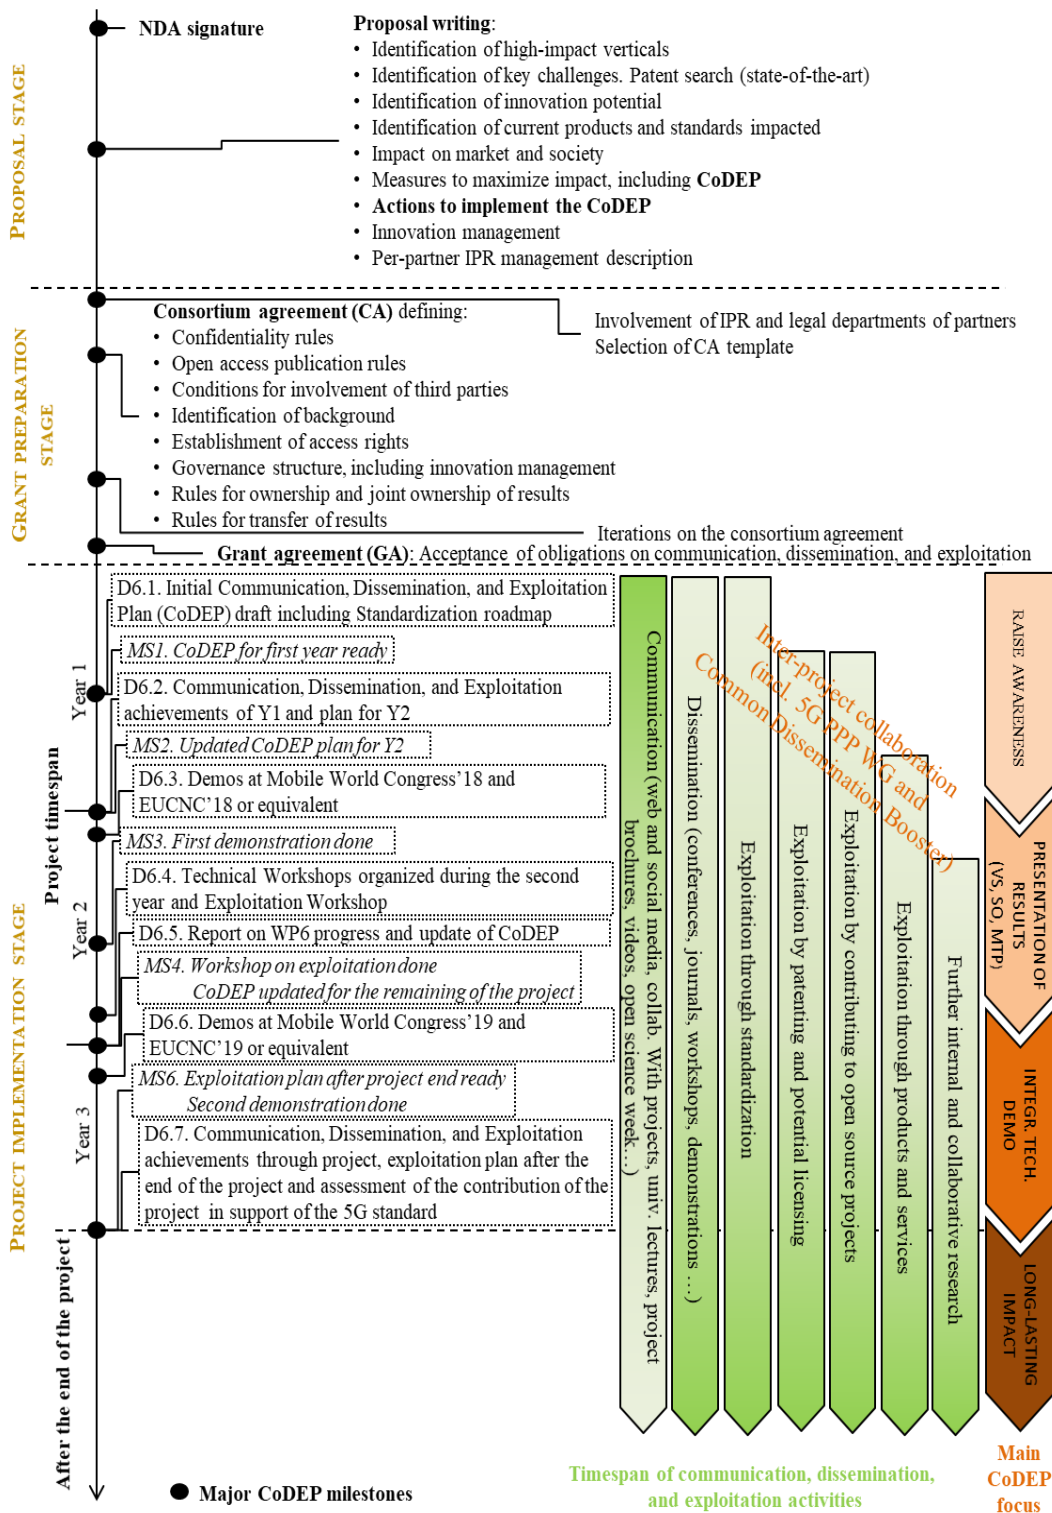 PROPOSAL STAGE
NDA signature
Proposal writing:
• Identification of high-impact verticals
• Identification of key challenges. Patent search (state-of-the-art)
• Identification of innovation potential
• Identification of current products and standards impacted
• Impact on market and society
• Measures to maximize impact, including CoDEP
• Actions to implement the CoDEP
• Innovation management
• Per-partner IPR management description
GRANT PREPARATION
STAGE
Involvement of IPR and legal departments of partners
Selection of CA template
Consortium agreement (CA) defining:
• Confidentiality rules
• Open access publication rules
• Conditions for involvement of third parties
• Identification of background
• Establishment of access rights
• Governance structure, including innovation management
• Rules for ownership and joint ownership of results
• Rules for transfer of results
Iterations on the consortium agreement
Grant agreement (GA): Acceptance of obligations on communication, dissemination, and exploitation
PROJECT IMPLEMENTATION STAGE
Project timespan
Year 1
Year 2
Year 3
After the end of the project
D6.1. Initial Communication, Dissemination, and Exploitation
Plan (CoDEP) draft including Standardization roadmap
MS1. CoDEP for first year ready
D6.2. Communication, Dissemination, and Exploitation
achievements of Y1 and plan for Y2
MS2. Updated CoDEP plan for Y2
D6.3. Demos at Mobile World Congress'18 and
EUCNC'18 or equivalent
MS3. First demonstration done
D6.4. Technical Workshops organized during the second
year and Exploitation Workshop
D6.5. Report on WP6 progress and update of CoDEP
MS4. Workshop on exploitation done
CoDEP updated for the remaining of the project
D6.6. Demos at Mobile World Congress'19 and
EUCNC'19 or equivalent
MS6. Exploitation plan after project end ready
Second demonstration done
D6.7. Communication, Dissemination, and Exploitation
achievements through project, exploitation plan after the
end of the project and assessment of the contribution of the
project in support of the 5G standard
Communication (web and social media, collab. With projects, univ. lectures, project
brochures, videos, open science week…)
Dissemination (conferences, journals, workshops, demonstrations …)
Exploitation through standardization
Exploitation by patenting and potential licensing
Exploitation by contributing to open source projects
Exploitation through products and services
Further internal and collaborative research
Inter-project collaboration
(incl. 5G PPP WG and
Common Dissemination Booster)
RAISE AWARENESS
PRESENTATION OF
RESULTS
(VS, SO, MTP)
INTEGR. TECH.
DEMO
LONG-LASTING
IMPACT
Timespan of communication, dissemination,
and exploitation activities
Main
CoDEP
focus
Major CoDEP milestones